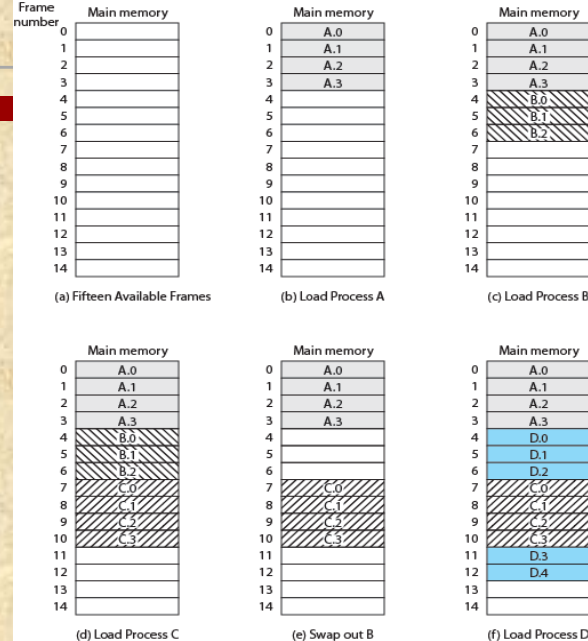 Frame
number
Main memory
0
1
2
3
4
5
6
7
8
9
10
11
12
13
14
(a) Fifteen Available Frames
Main memory
0 A.0
1 A.1
2 A.2
3 A.3
4
5
6
7
8
9
10
11
12
13
14
(b) Load Process A
Main memory
0 A.0
1 A.1
2 A.2
3 A.3
4 B.0
5 B.1
6 B.2
7
8
9
10
11
12
13
14
(c) Load Process B
Main memory
0 A.0
1 A.1
2 A.2
3 A.3
4 B.0
5 B.1
6 B.2
7 C.0
8 C.1
9 C.2
10 C.3
11
12
13
14
(d) Load Process C
Main memory
0 A.0
1 A.1
2 A.2
3 A.3
4
5
6
7 C.0
8 C.1
9 C.2
10 C.3
11
12
13
14
(e) Swap out B
Main memory
0 A.0
1 A.1
2 A.2
3 A.3
4 D.0
5 D.1
6 D.2
7 C.0
8 C.1
9 C.2
10 C.3
11 D.3
12 D.4
13
14
(f) Load Process D